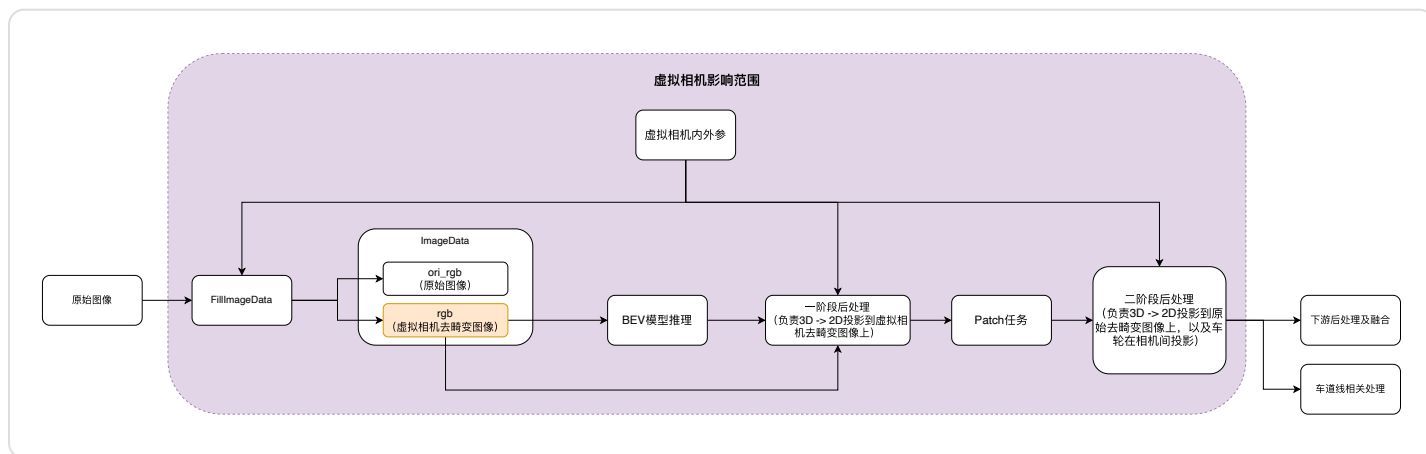 虚拟相机影响范围
虚拟相机内外参
原始图像
FillImageData
ImageData
ori_rgb
（原始图像）
rgb
（虚拟相机去畸变图像）
BEV模型推理
一阶段后处理
（负责3D -> 2D投影到虚拟相
机去畸变图像上）
Patch任务
二阶段后处理
（负责3D -> 2D投影到原
始去畸变图像上，以及车
轮在相机间投影）
下游后处理及融合
车道线相关处理